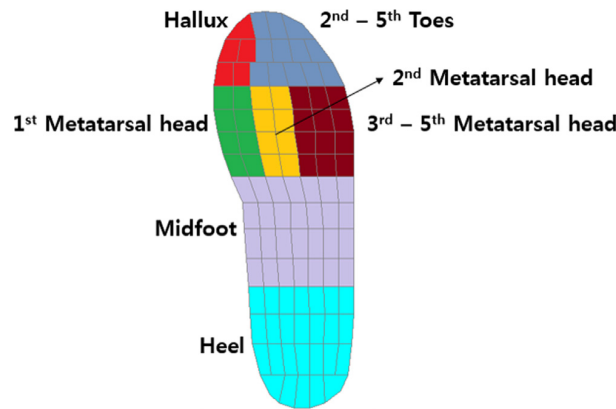 Hallux
2nd – 5th Toes
2nd Metatarsal head
1st Metatarsal head
3rd – 5th Metatarsal head
Midfoot
Heel